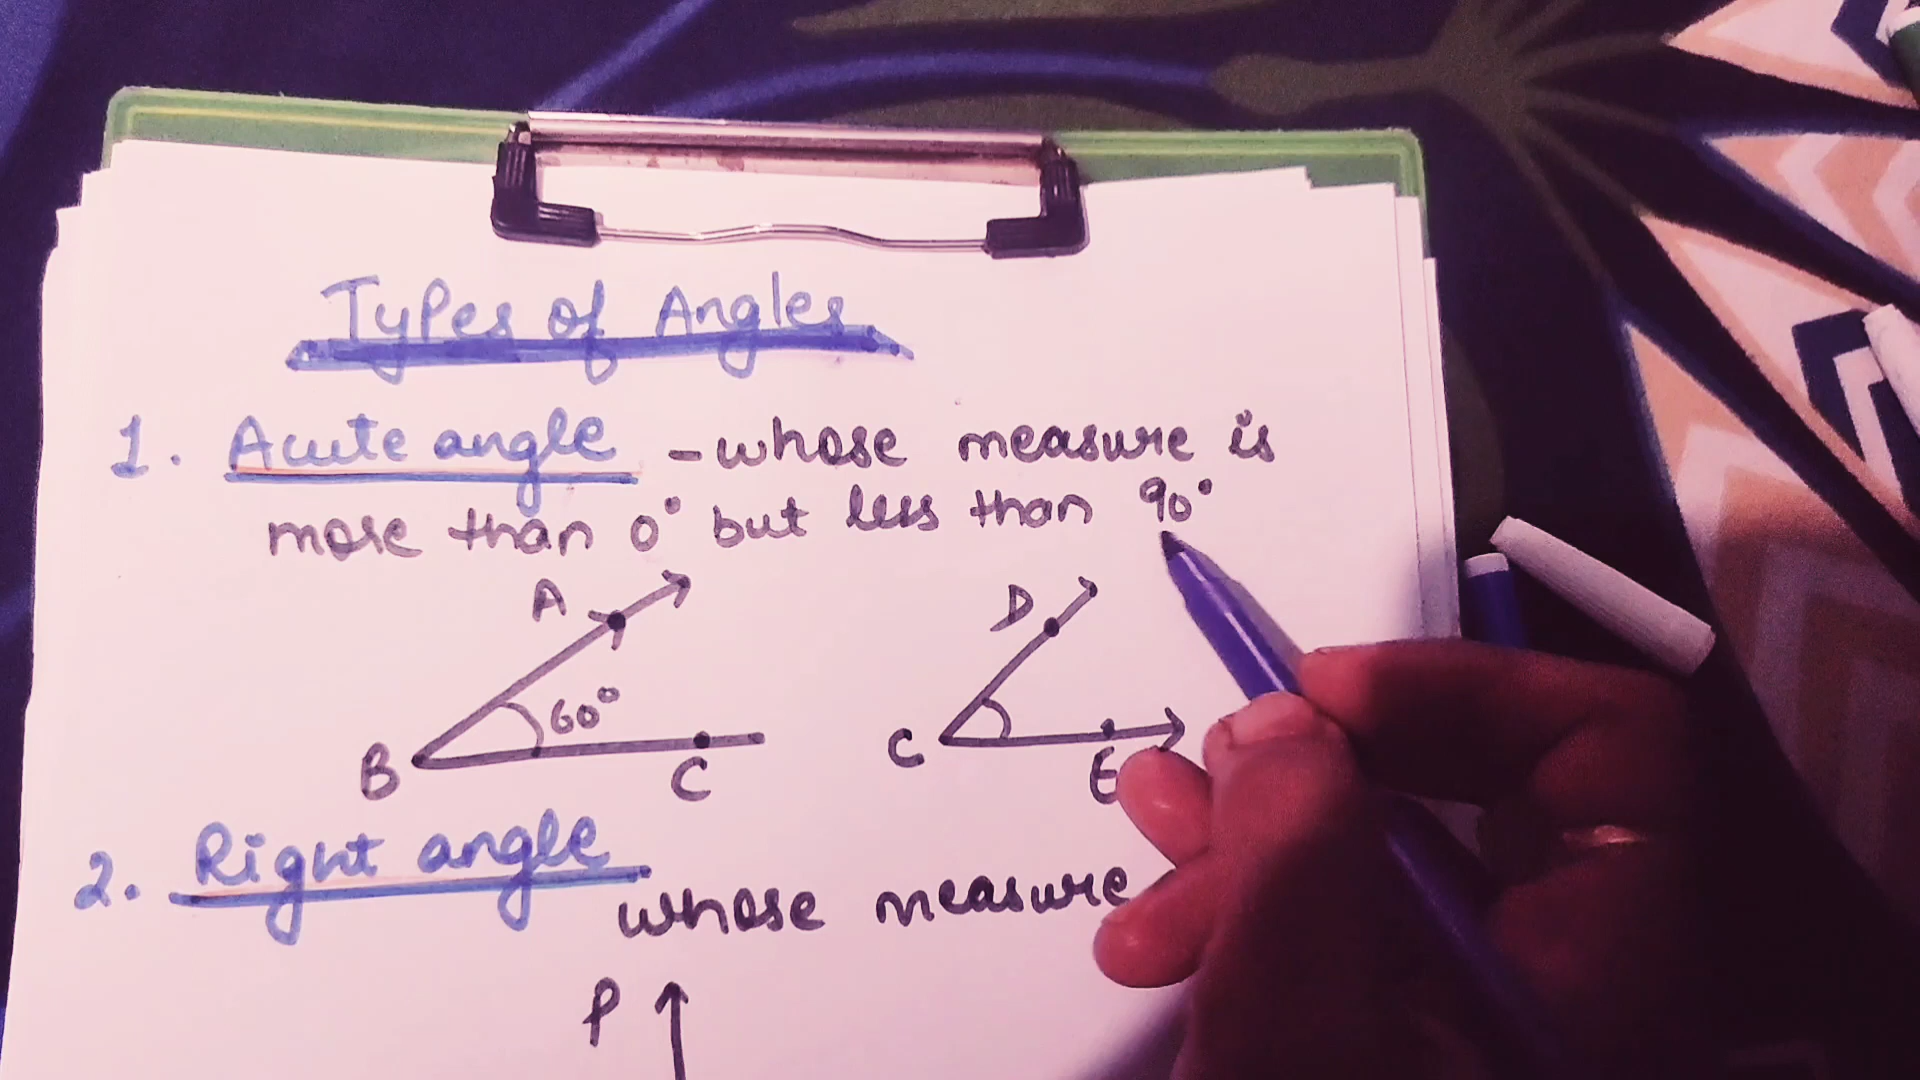 Types of Angles
1. Acute angle - whose measure is
more than 0° but less than 90°
A
D
60°
B
C
C
E
2. Right angle
whose measure
P